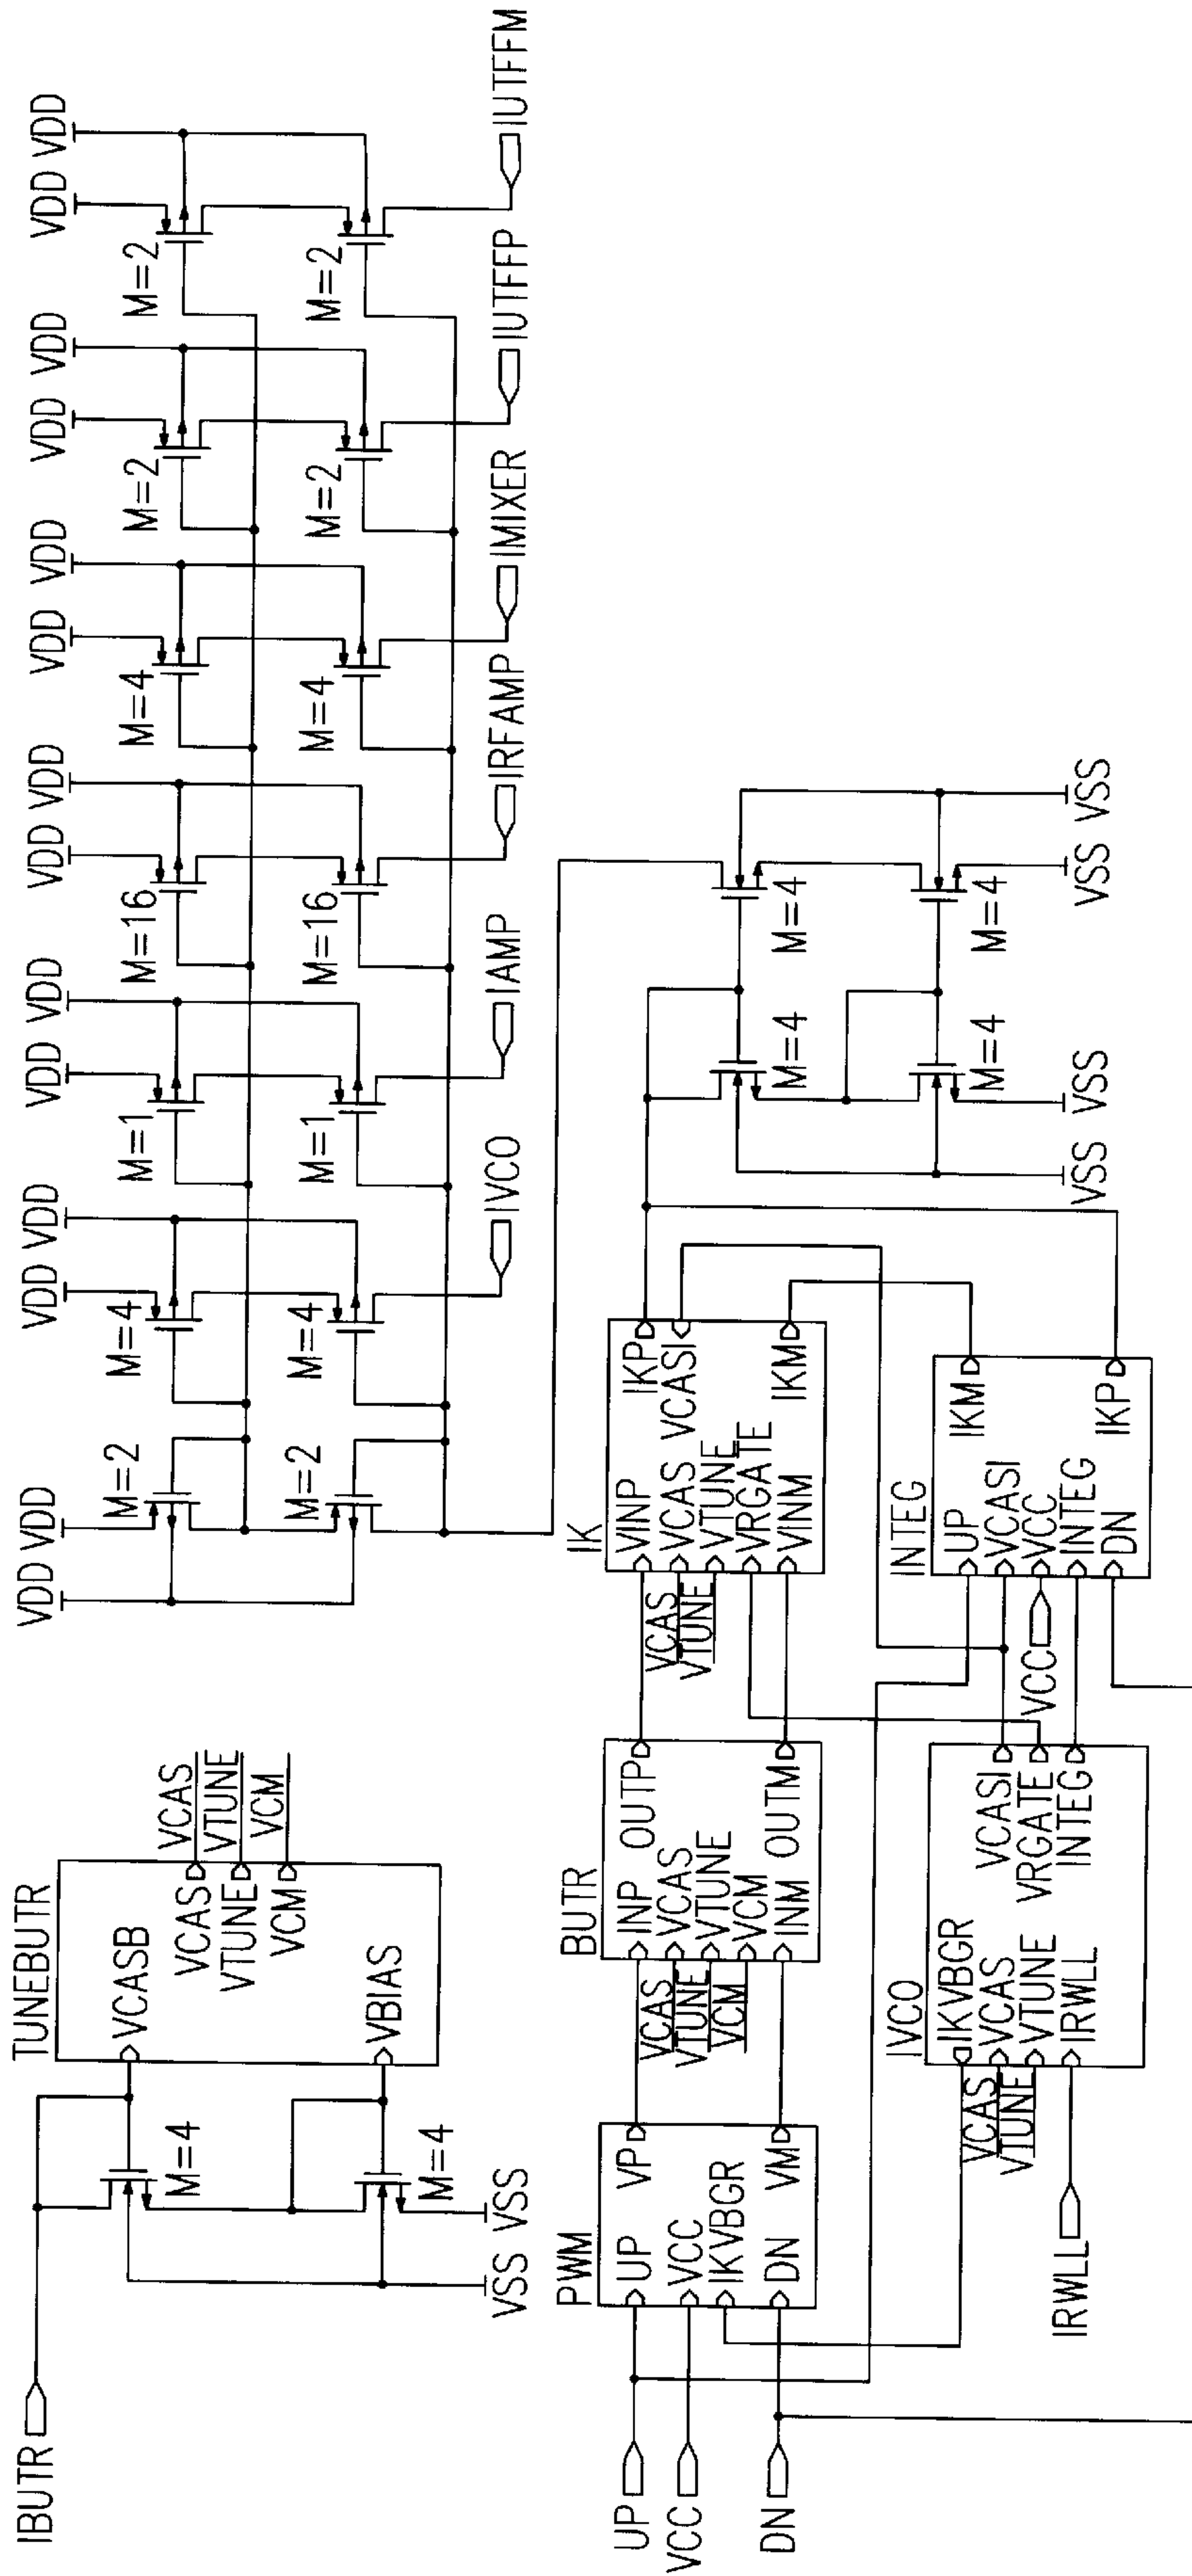 IBUTR
M=4
M=4
VSS VSS
TUNEBUTR
VCASB
VBIAS
VCAS
VTUNE
VCM
VCAS
VTUNE
VCM
VDD VDD
M=2
M=2
VDD VDD
M=4
M=4
IVCO
VDD VDD
M=1
M=1
IAMP
VDD VDD
M=16
M=16
IRFAMP
VDD VDD
M=4
M=4
IMIXER
VDD VDD
M=2
M=2
IUTFFP
VDD VDD
M=2
M=2
IUTFFM
UP
VCC
DN
PWM
UP
VCC
IKVBGR
DN
VP
VM
VCAS
VTUNE
VCM
BUTR
INP
VCAS
VTUNE
VCM
INM
OUTP
OUTM
VCAS
VTUNE
IK
VINP
VCAS
VTUNE
VRGATE
VINM
IKP
VCASI
IKM
M=4
M=4
M=4
M=4
VSS
VSS
VSS
VSS
IRWLL
VCAS
VTUNE
IVCO
IKVBGR
VCAS
VTUNE
IRWLL
VCASI
VRGATE
INTEG
VCC
INTEG
UP
VCASI
VCC
INTEG
DN
IKM
IKP